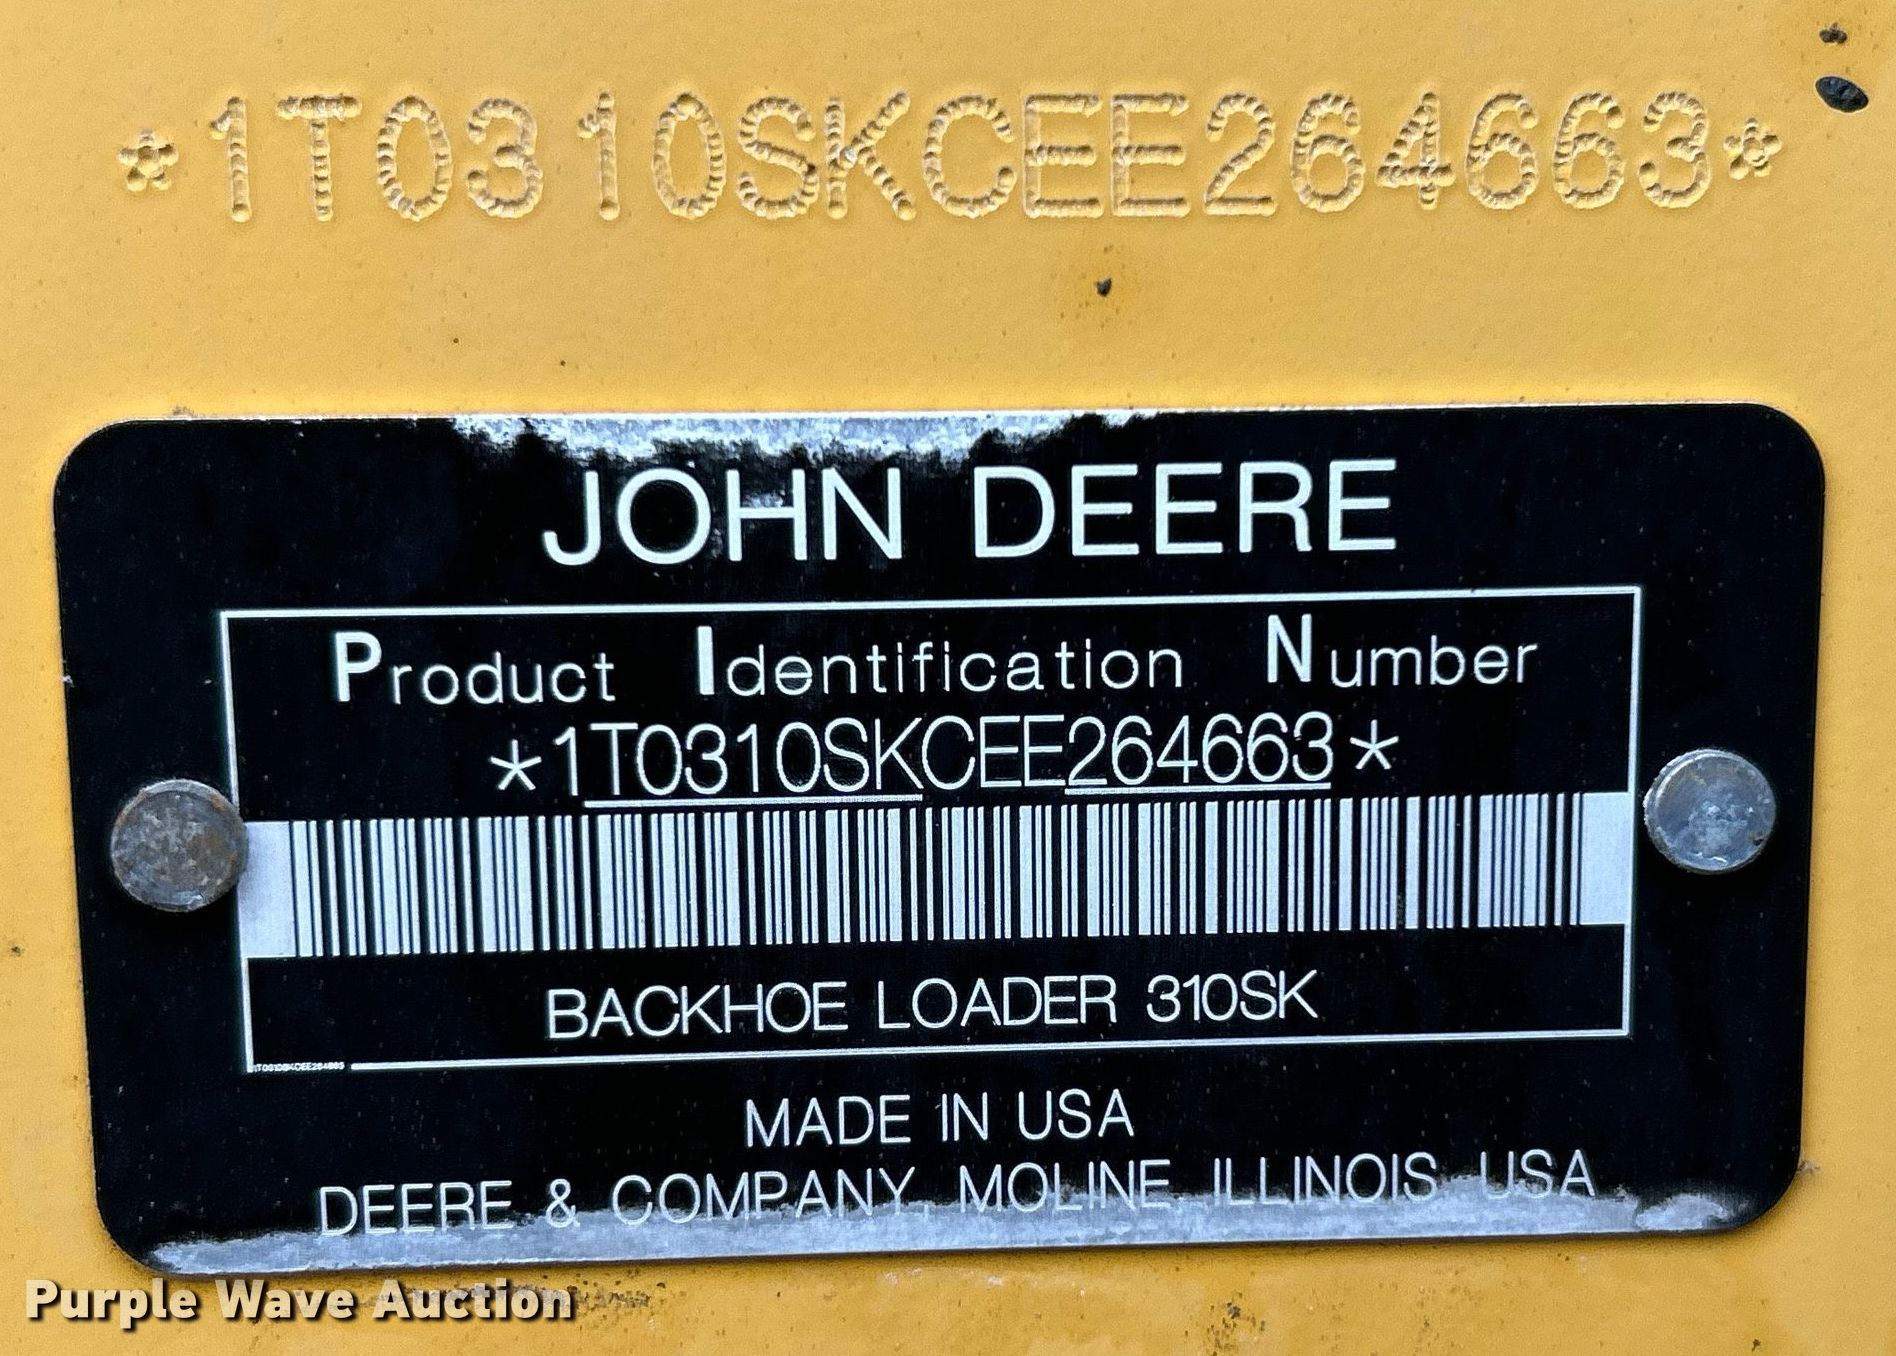 *1T0310SKCEE264663*
JOHN DEERE
Product Identification Number
*1T0310SKCEE264663*
BACKHOE LOADER 310SK
1T0310SKCEE264663
MADE IN USA
DEERE & COMPANY, MOLINE, ILLINOIS, USA
Purple Wave Auction